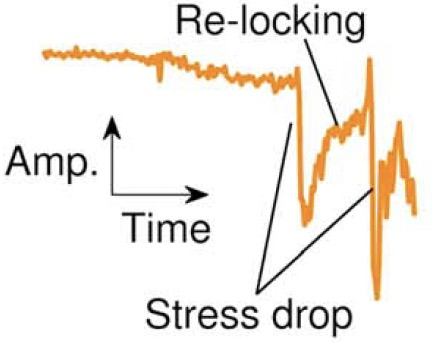 Re-locking
Amp.
Time
Stress drop